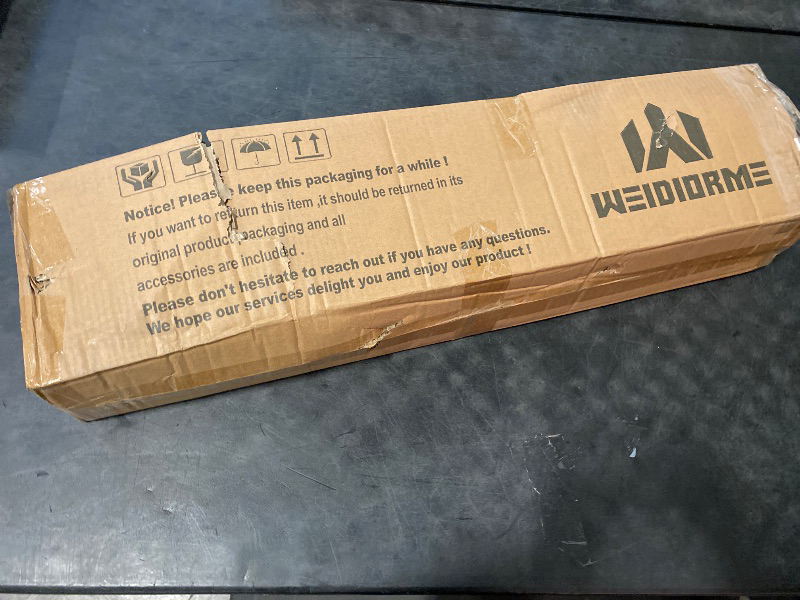 Notice! Please keep this packaging for a while !
If you want to return this item ,it should be returned in its
original product packaging and all
accessories are included .
Please don't hesitate to reach out if you have any questions.
We hope our services delight you and enjoy our product !
WEIDIORME